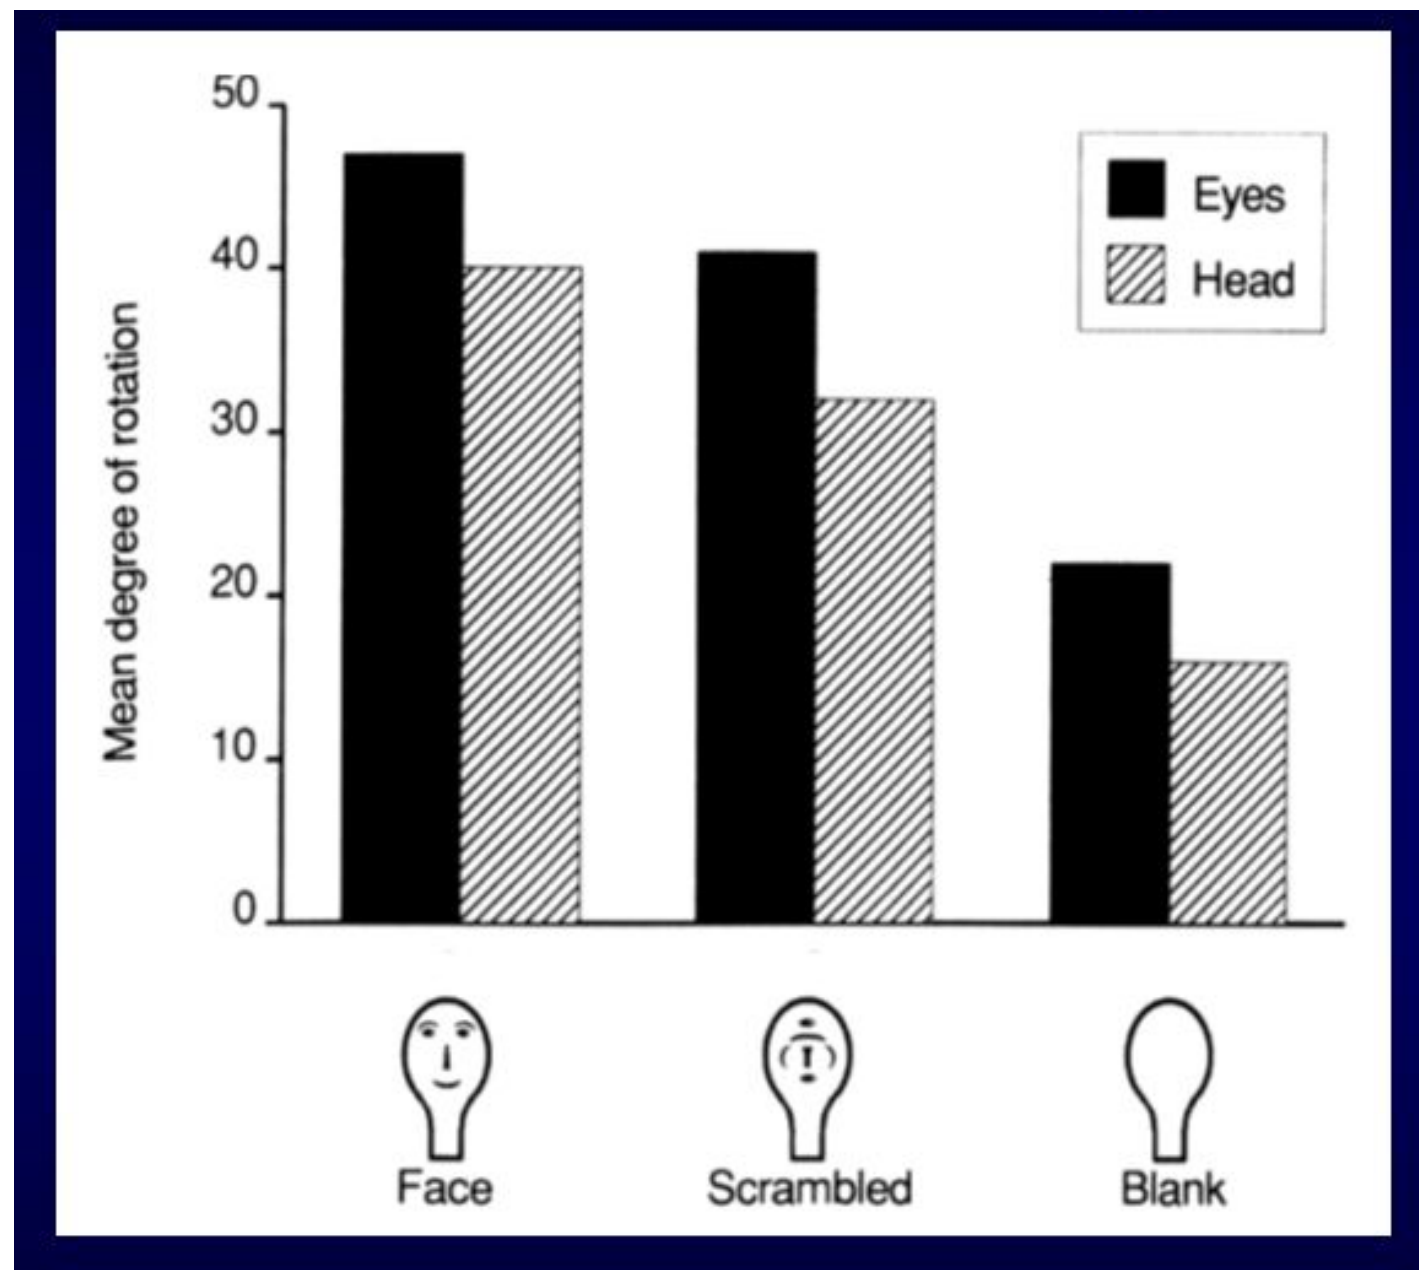 50
40
30
20
10
0
Mean degree of rotation
Eyes
Head
Face
Scrambled
Blank